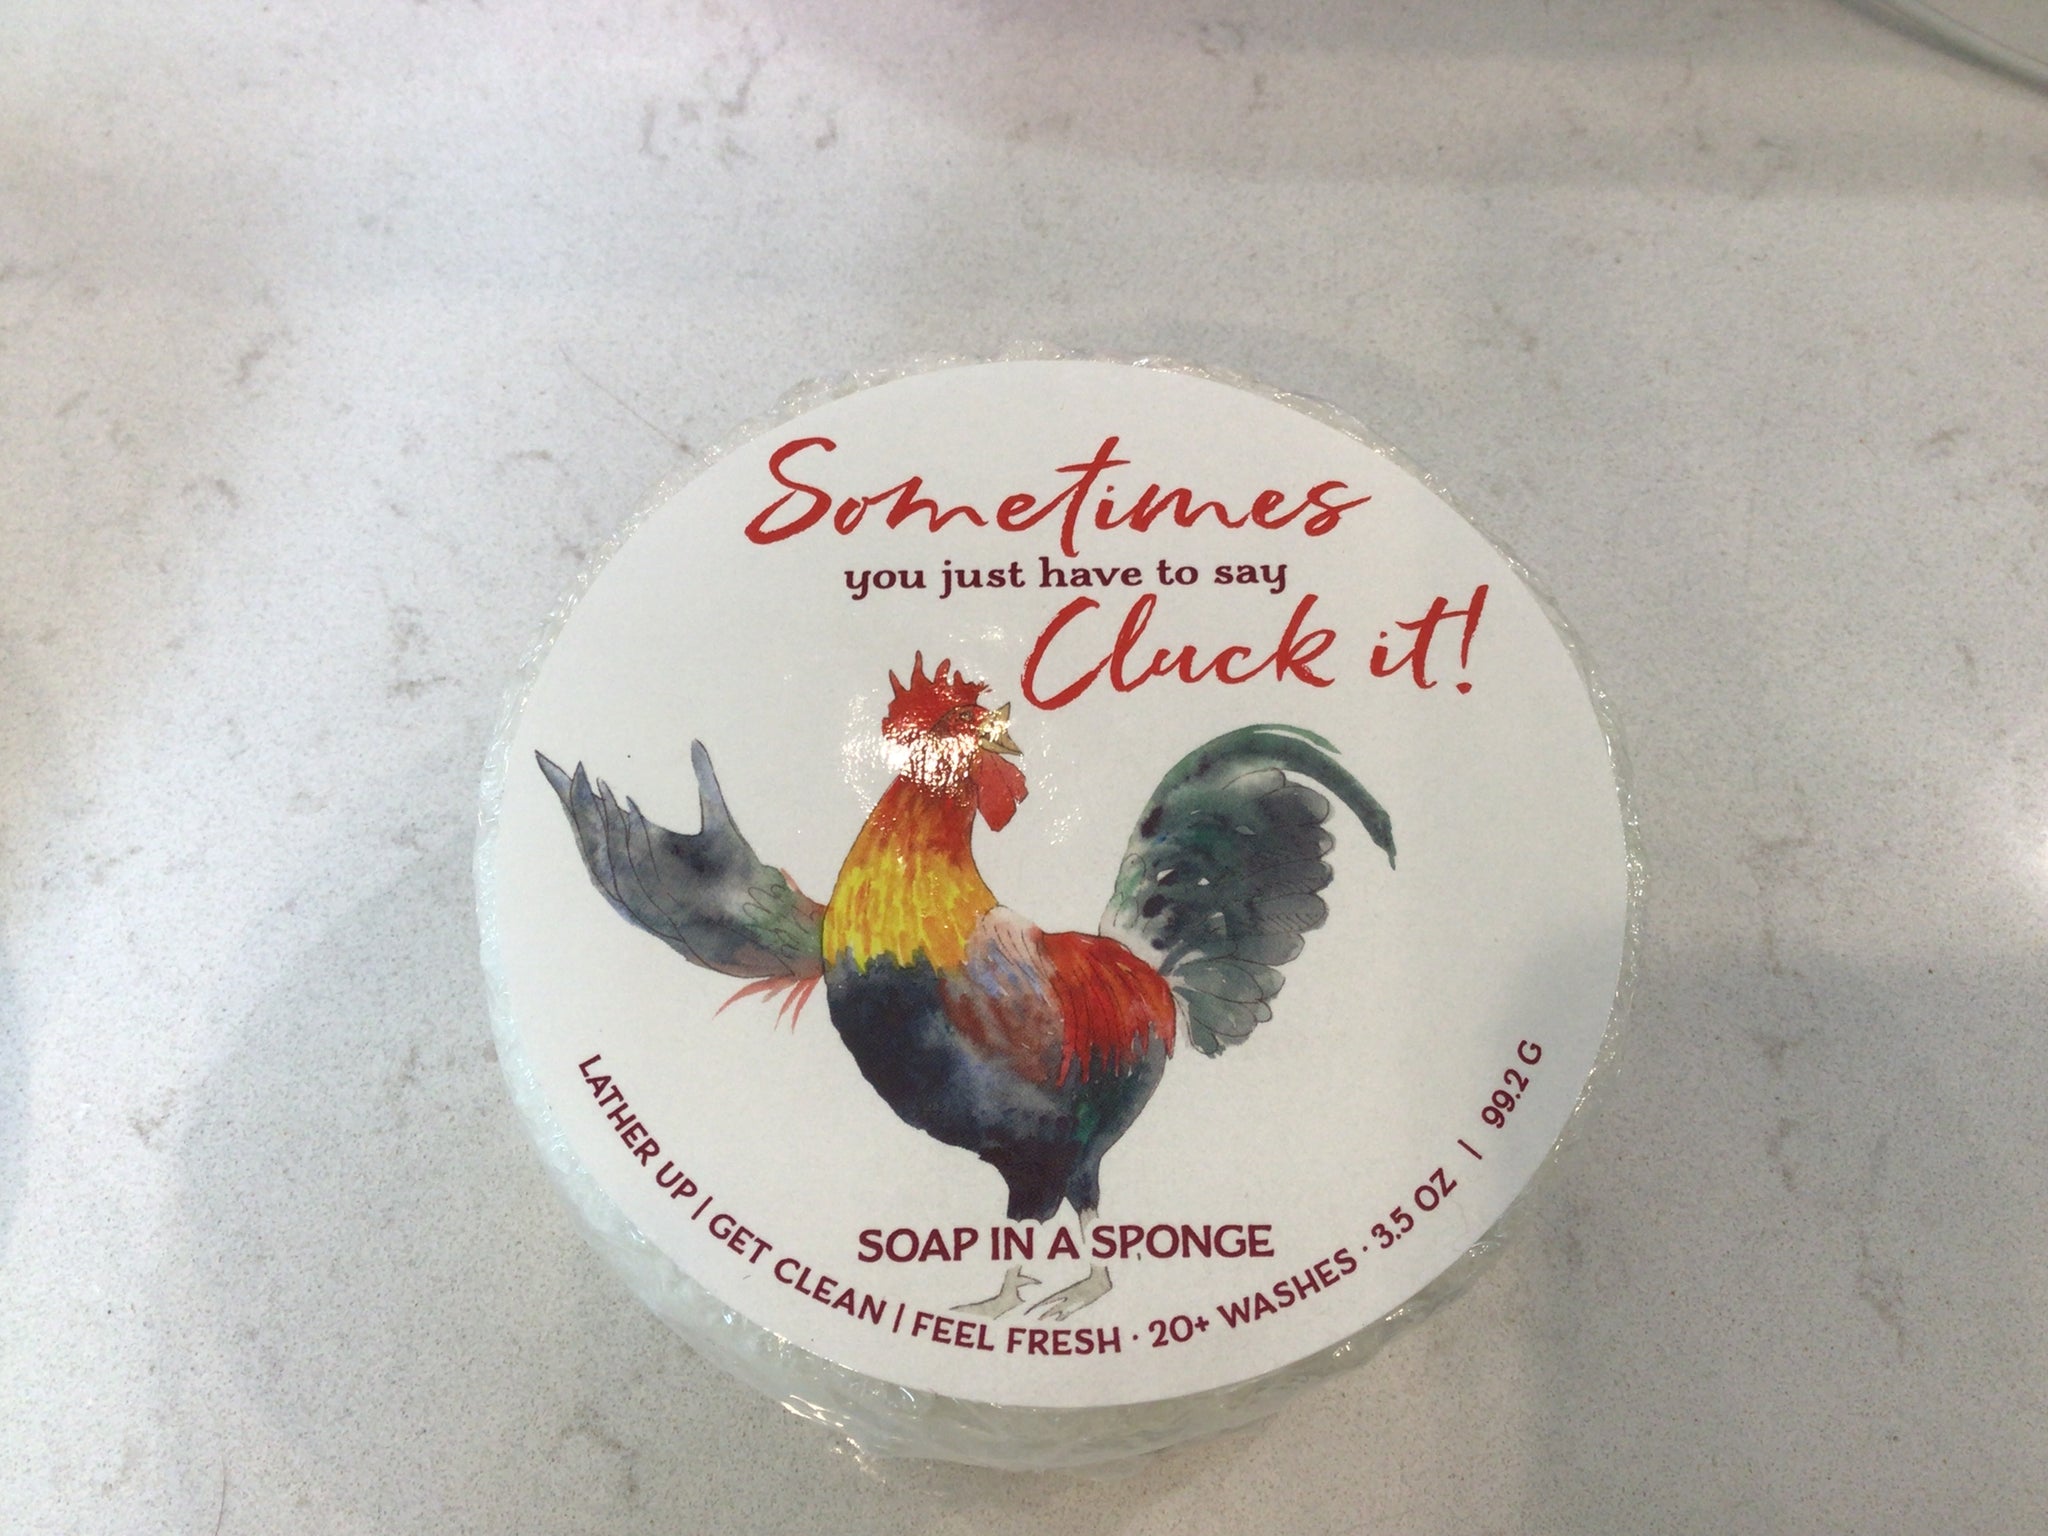 Sometimes
you just have to say
Cluck it!
SOAP IN A SPONGE
LATHER UP | GET CLEAN | FEEL FRESH · 20+ WASHES · 3.5 OZ | 99.2 G